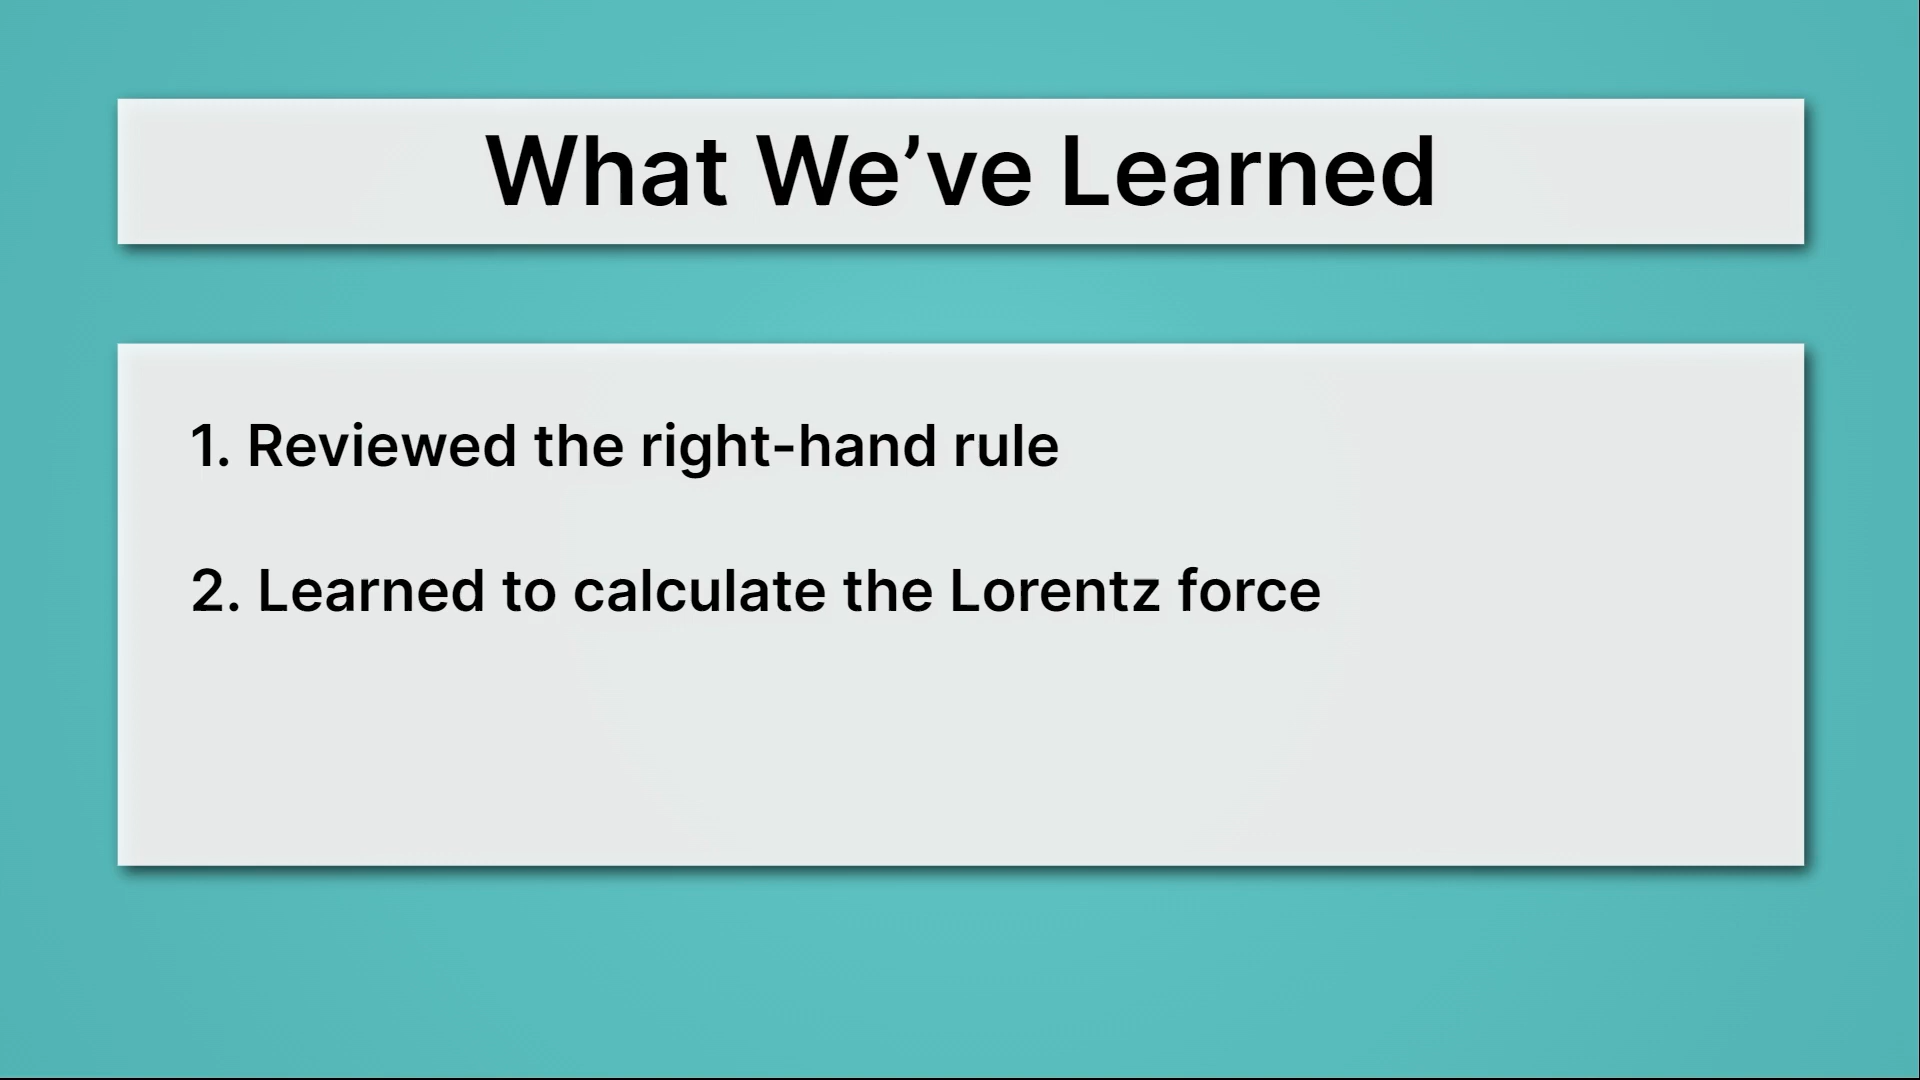 What We’ve Learned
1. Reviewed the right-hand rule
2. Learned to calculate the Lorentz force